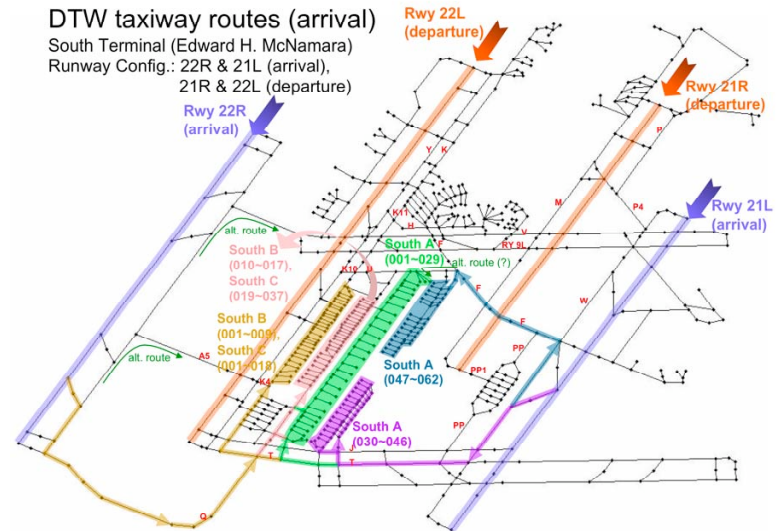 DTW taxiway routes (arrival)
South Terminal (Edward H. McNamara)
Runway Config.: 22R & 21L (arrival),
21R & 22L (departure)
Rwy 22L
(departure)
Rwy 21R
(departure)
Rwy 22R
(arrival)
Rwy 21L
(arrival)
P
Y
K
M
P4
K11
H
F
V
RY 9L
alt. route
South B
(010~017),
South C
(019~037)
South A
(001~029)
alt. route (?)
K10
U
F
W
South B
(001~009),
South C
(001~018)
F
PP
alt. route
A5
K4
South A
(047~062)
PP1
PP
South A
(030~046)
J
T
T
Q